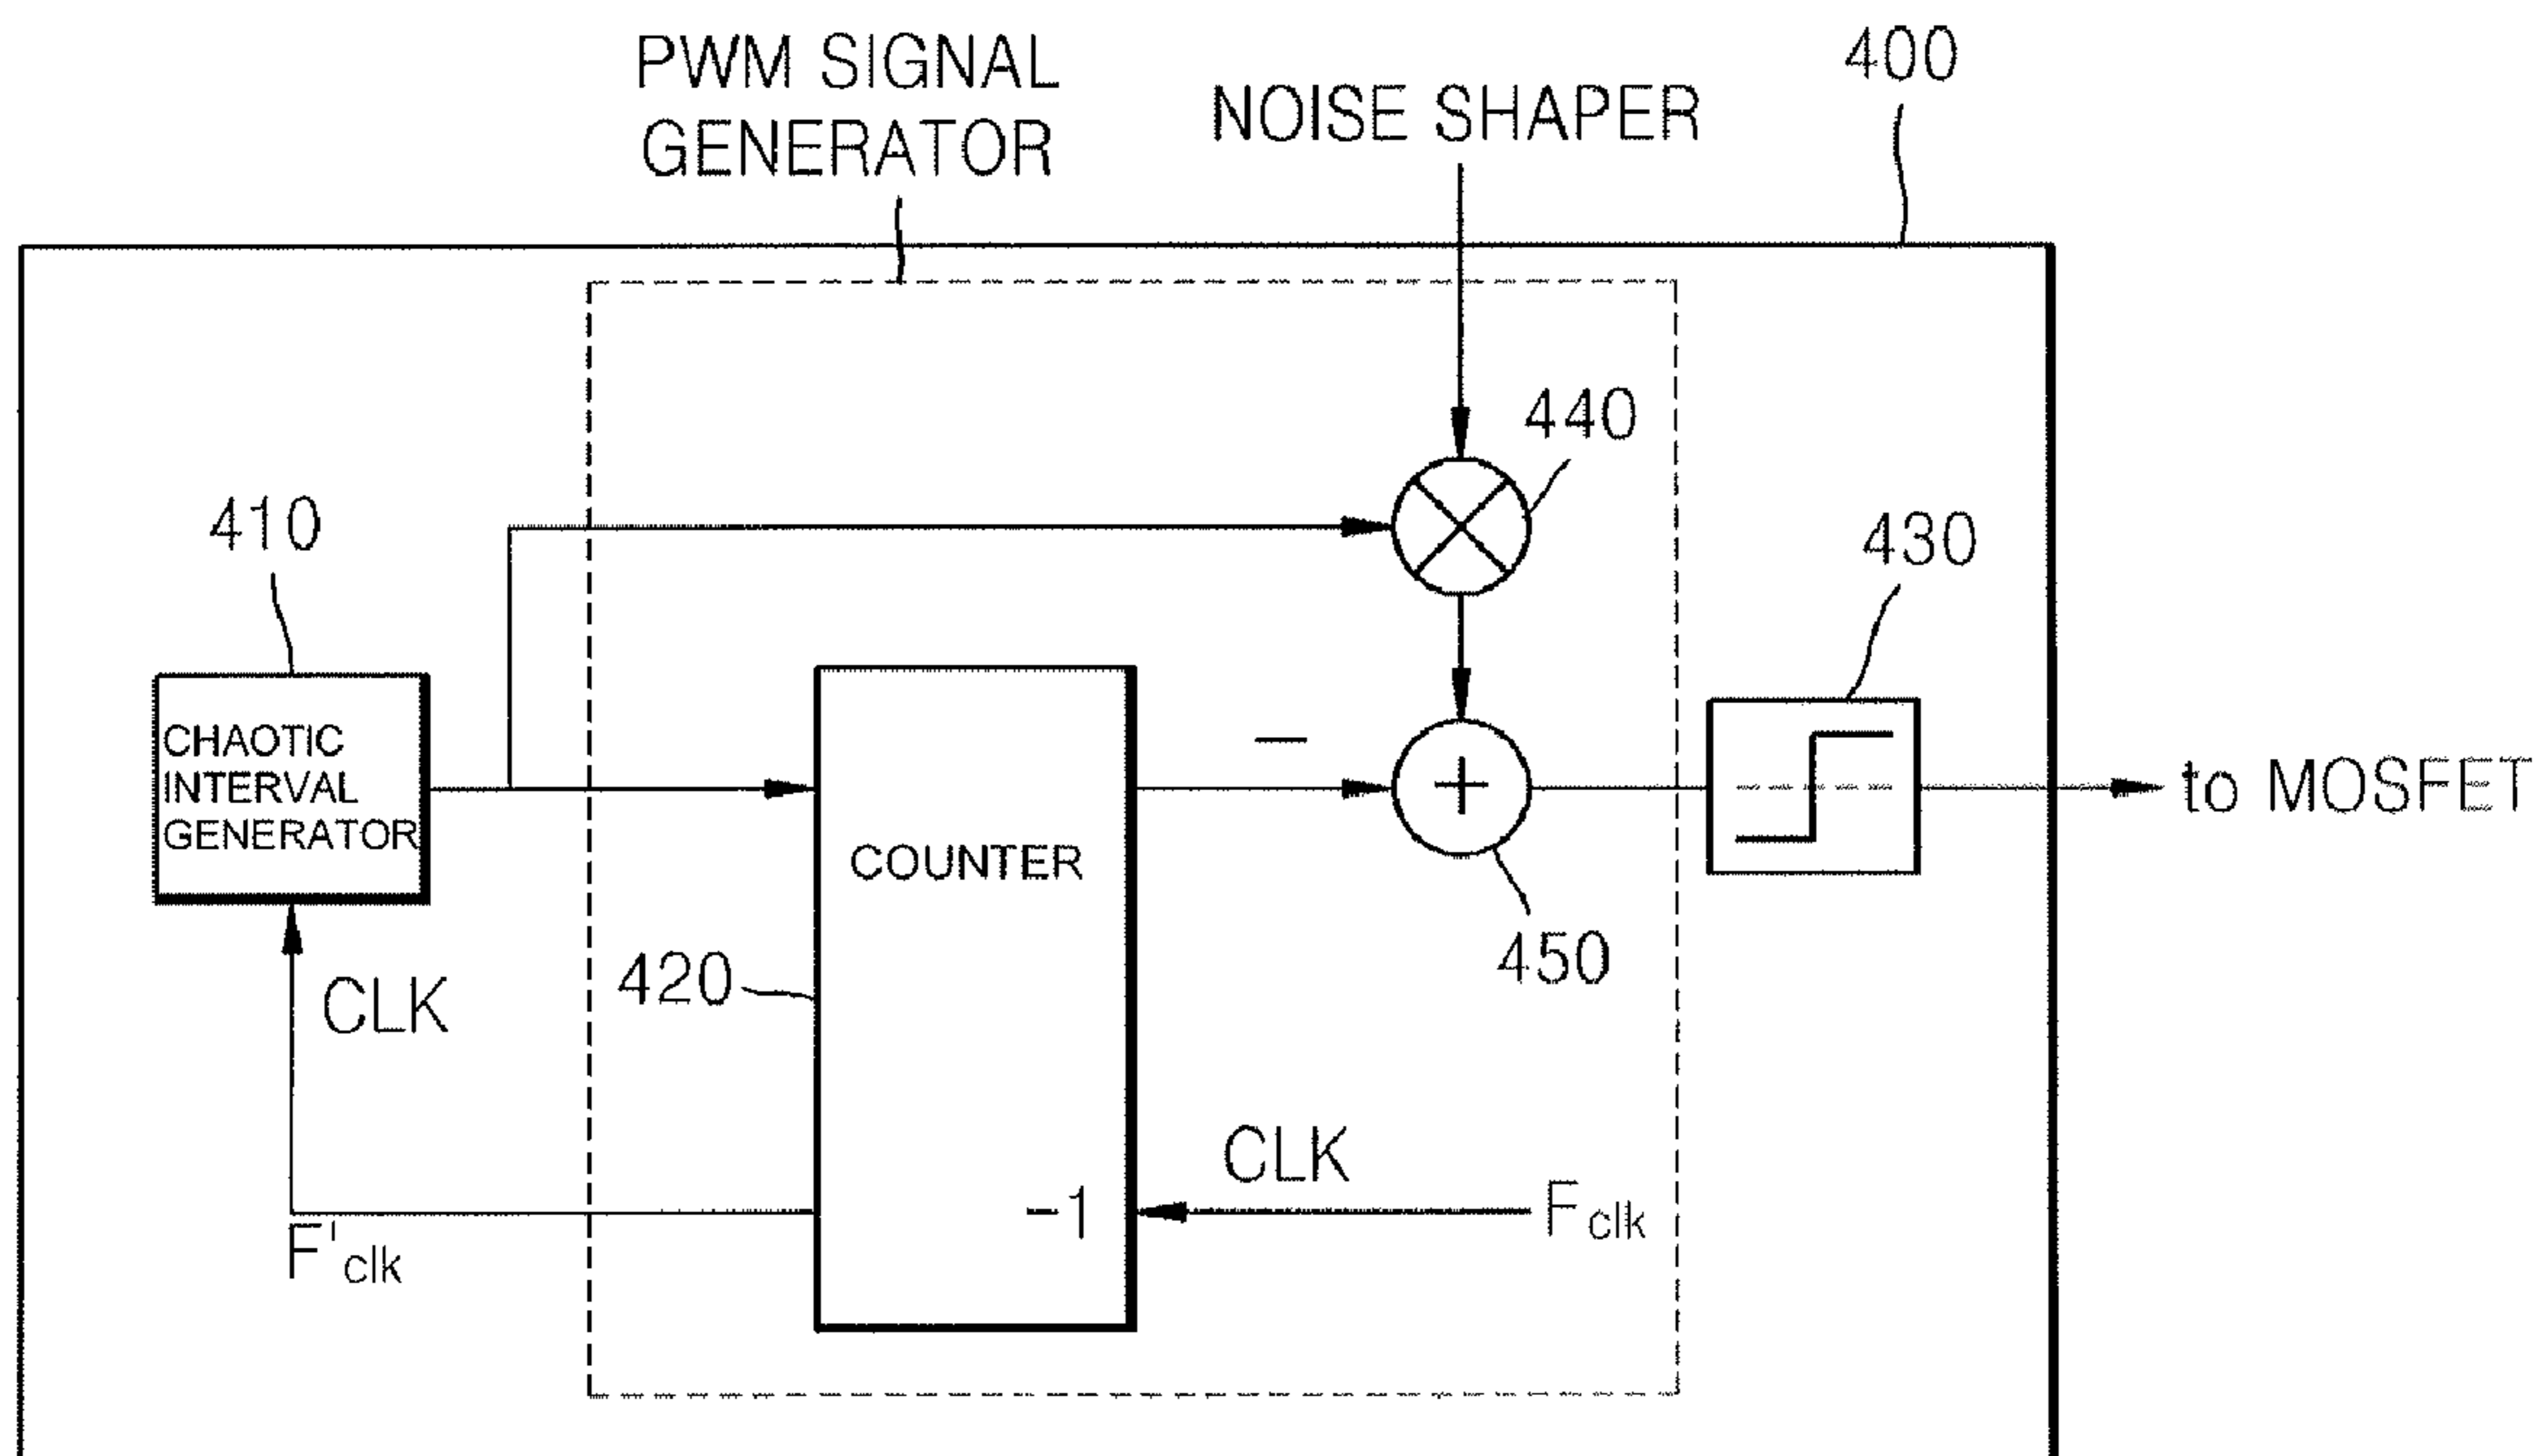 PWM SIGNAL
GENERATOR
NOISE SHAPER
400
440
410
430
CHAOTIC
INTERVAL
GENERATOR
COUNTER
−
+
to MOSFET
450
420
CLK
CLK
−1
Fclk
F'clk